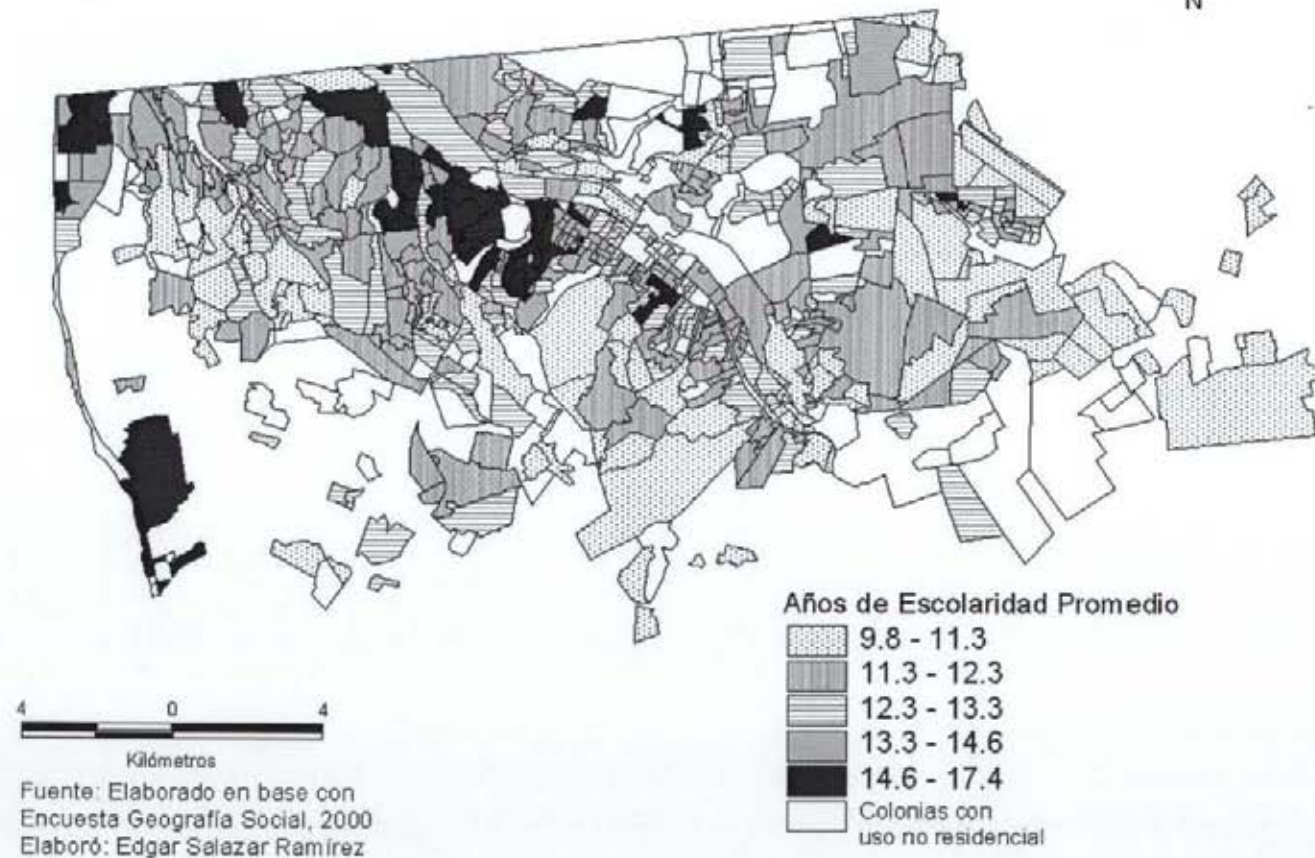 N
Años de Escolaridad Promedio
9.8 - 11.3
11.3 - 12.3
12.3 - 13.3
13.3 - 14.6
14.6 - 17.4
Colonias con
uso no residencial
4 0 4
Kilómetros
Fuente: Elaborado en base con
Encuesta Geografía Social, 2000
Elaboró: Edgar Salazar Ramírez